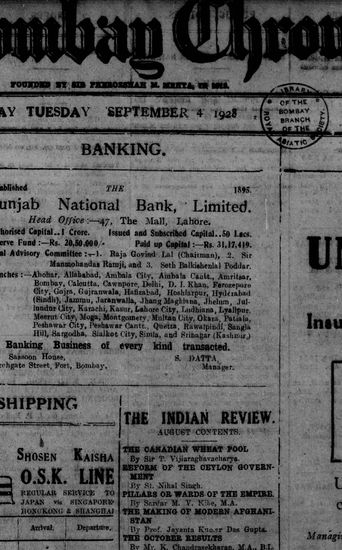 ombay Chron
FOUNDED BY SIR PHEROZESHAH M. MEHTA, IN 1913.
AY TUESDAY SEPTEMBER 4 1928
LIBRARY
OF THE
BOMBAY
BRANCH
OF THE
ROYAL ASIATIC SOCIETY
BANKING.
ablished THE 1895.
unjab National Bank, Limited.
Head Office:—47, The Mall, Lahore.
horised Capital..1 Crore. Issued and Subscribed Capital..50 Lacs.
erve Fund:—Rs. 20,50,000/- Paid up Capital:—Rs. 31,17,419.
al Advisory Committee:—1. Raja Govind Lal (Chairman), 2. Sir
Manmohandas Ramji, and 3. Seth Balkishenlal Poddar.
nches:—Abohar, Allahabad, Ambala City, Ambala Cantt., Amritsar,
Bombay, Calcutta, Cawnpore, Delhi, D. I. Khan, Ferozepore
City, Gojra, Gujranwala, Hafizabad, Hoshiarpur, Hyderabad
(Sindh), Jammu, Jaranwalla, Jhang Maghiana, Jhelum, Jul-
lundur City, Karachi, Kasur, Lahore City, Ludhiana, Lyallpur,
Meerut City, Moga, Montgomery, Multan City, Okara, Patiala,
Peshawar City, Peshawar Cantt., Quetta, Rawalpindi, Sangla
Hill, Sargodha, Sialkot City, Simla, and Srinagar (Kashmir.)
Banking Business of every kind transacted.
Sassoon House, S. DATTA,
rchgate Street, Fort, Bombay. Manager.
SHIPPING
SHOSEN KAISHA
O.S.K. LINE
REGULAR SERVICE TO
JAPAN via SINGAPORE
HONGKONG & SHANGHAI
Arrival. Departure.
THE INDIAN REVIEW.
AUGUST CONTENTS.
THE CANADIAN WHEAT POOL
By Sir T. Vijiaraghavacharya.
REFORM OF THE CEYLON GOVERN-
MENT
By St. Nihal Singh.
PILLARS OR WARDS OF THE EMPIRE.
By Sardar M. V. Kibe, M.A.
THE MAKING OF MODERN AFGHANI-
STAN
By Prof. Jayanta Kumar Das Gupta.
THE OCTOBER RESULTS
By Mr. K. Chandrasekharan, M.A., B.L.
U
Insu
U
Managi